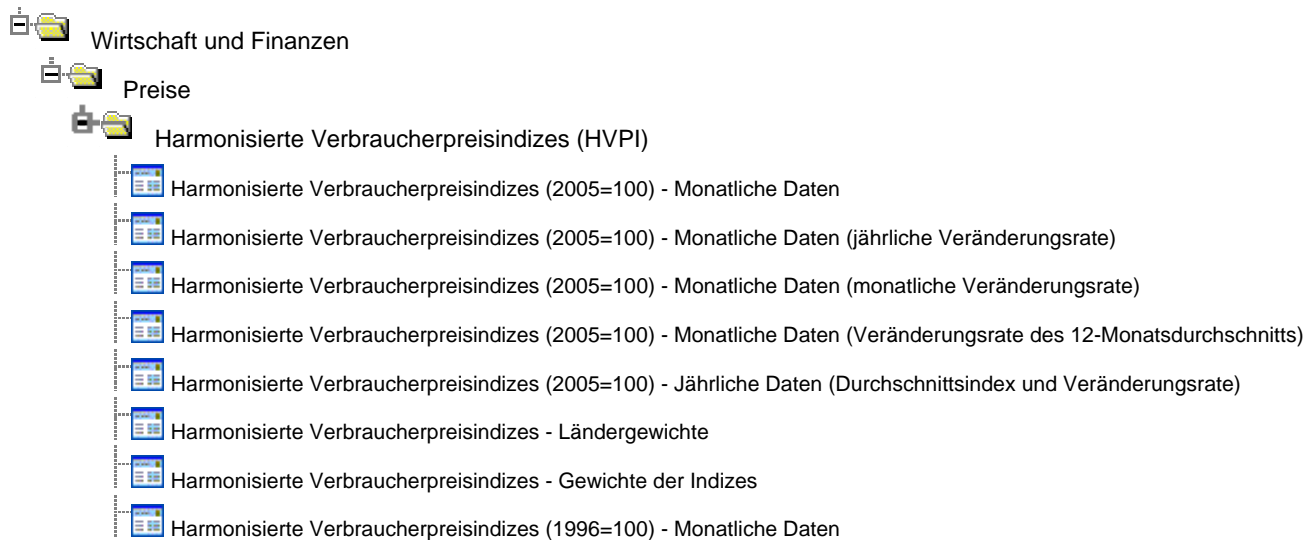 Wirtschaft und Finanzen
Preise
Harmonisierte Verbraucherpreisindizes (HVPI)
Harmonisierte Verbraucherpreisindizes (2005=100) - Monatliche Daten
Harmonisierte Verbraucherpreisindizes (2005=100) - Monatliche Daten (jährliche Veränderungsrate)
Harmonisierte Verbraucherpreisindizes (2005=100) - Monatliche Daten (monatliche Veränderungsrate)
Harmonisierte Verbraucherpreisindizes (2005=100) - Monatliche Daten (Veränderungsrate des 12-Monatsdurchschnitts)
Harmonisierte Verbraucherpreisindizes (2005=100) - Jährliche Daten (Durchschnittsindex und Veränderungsrate)
Harmonisierte Verbraucherpreisindizes - Ländergewichte
Harmonisierte Verbraucherpreisindizes - Gewichte der Indizes
Harmonisierte Verbraucherpreisindizes (1996=100) - Monatliche Daten